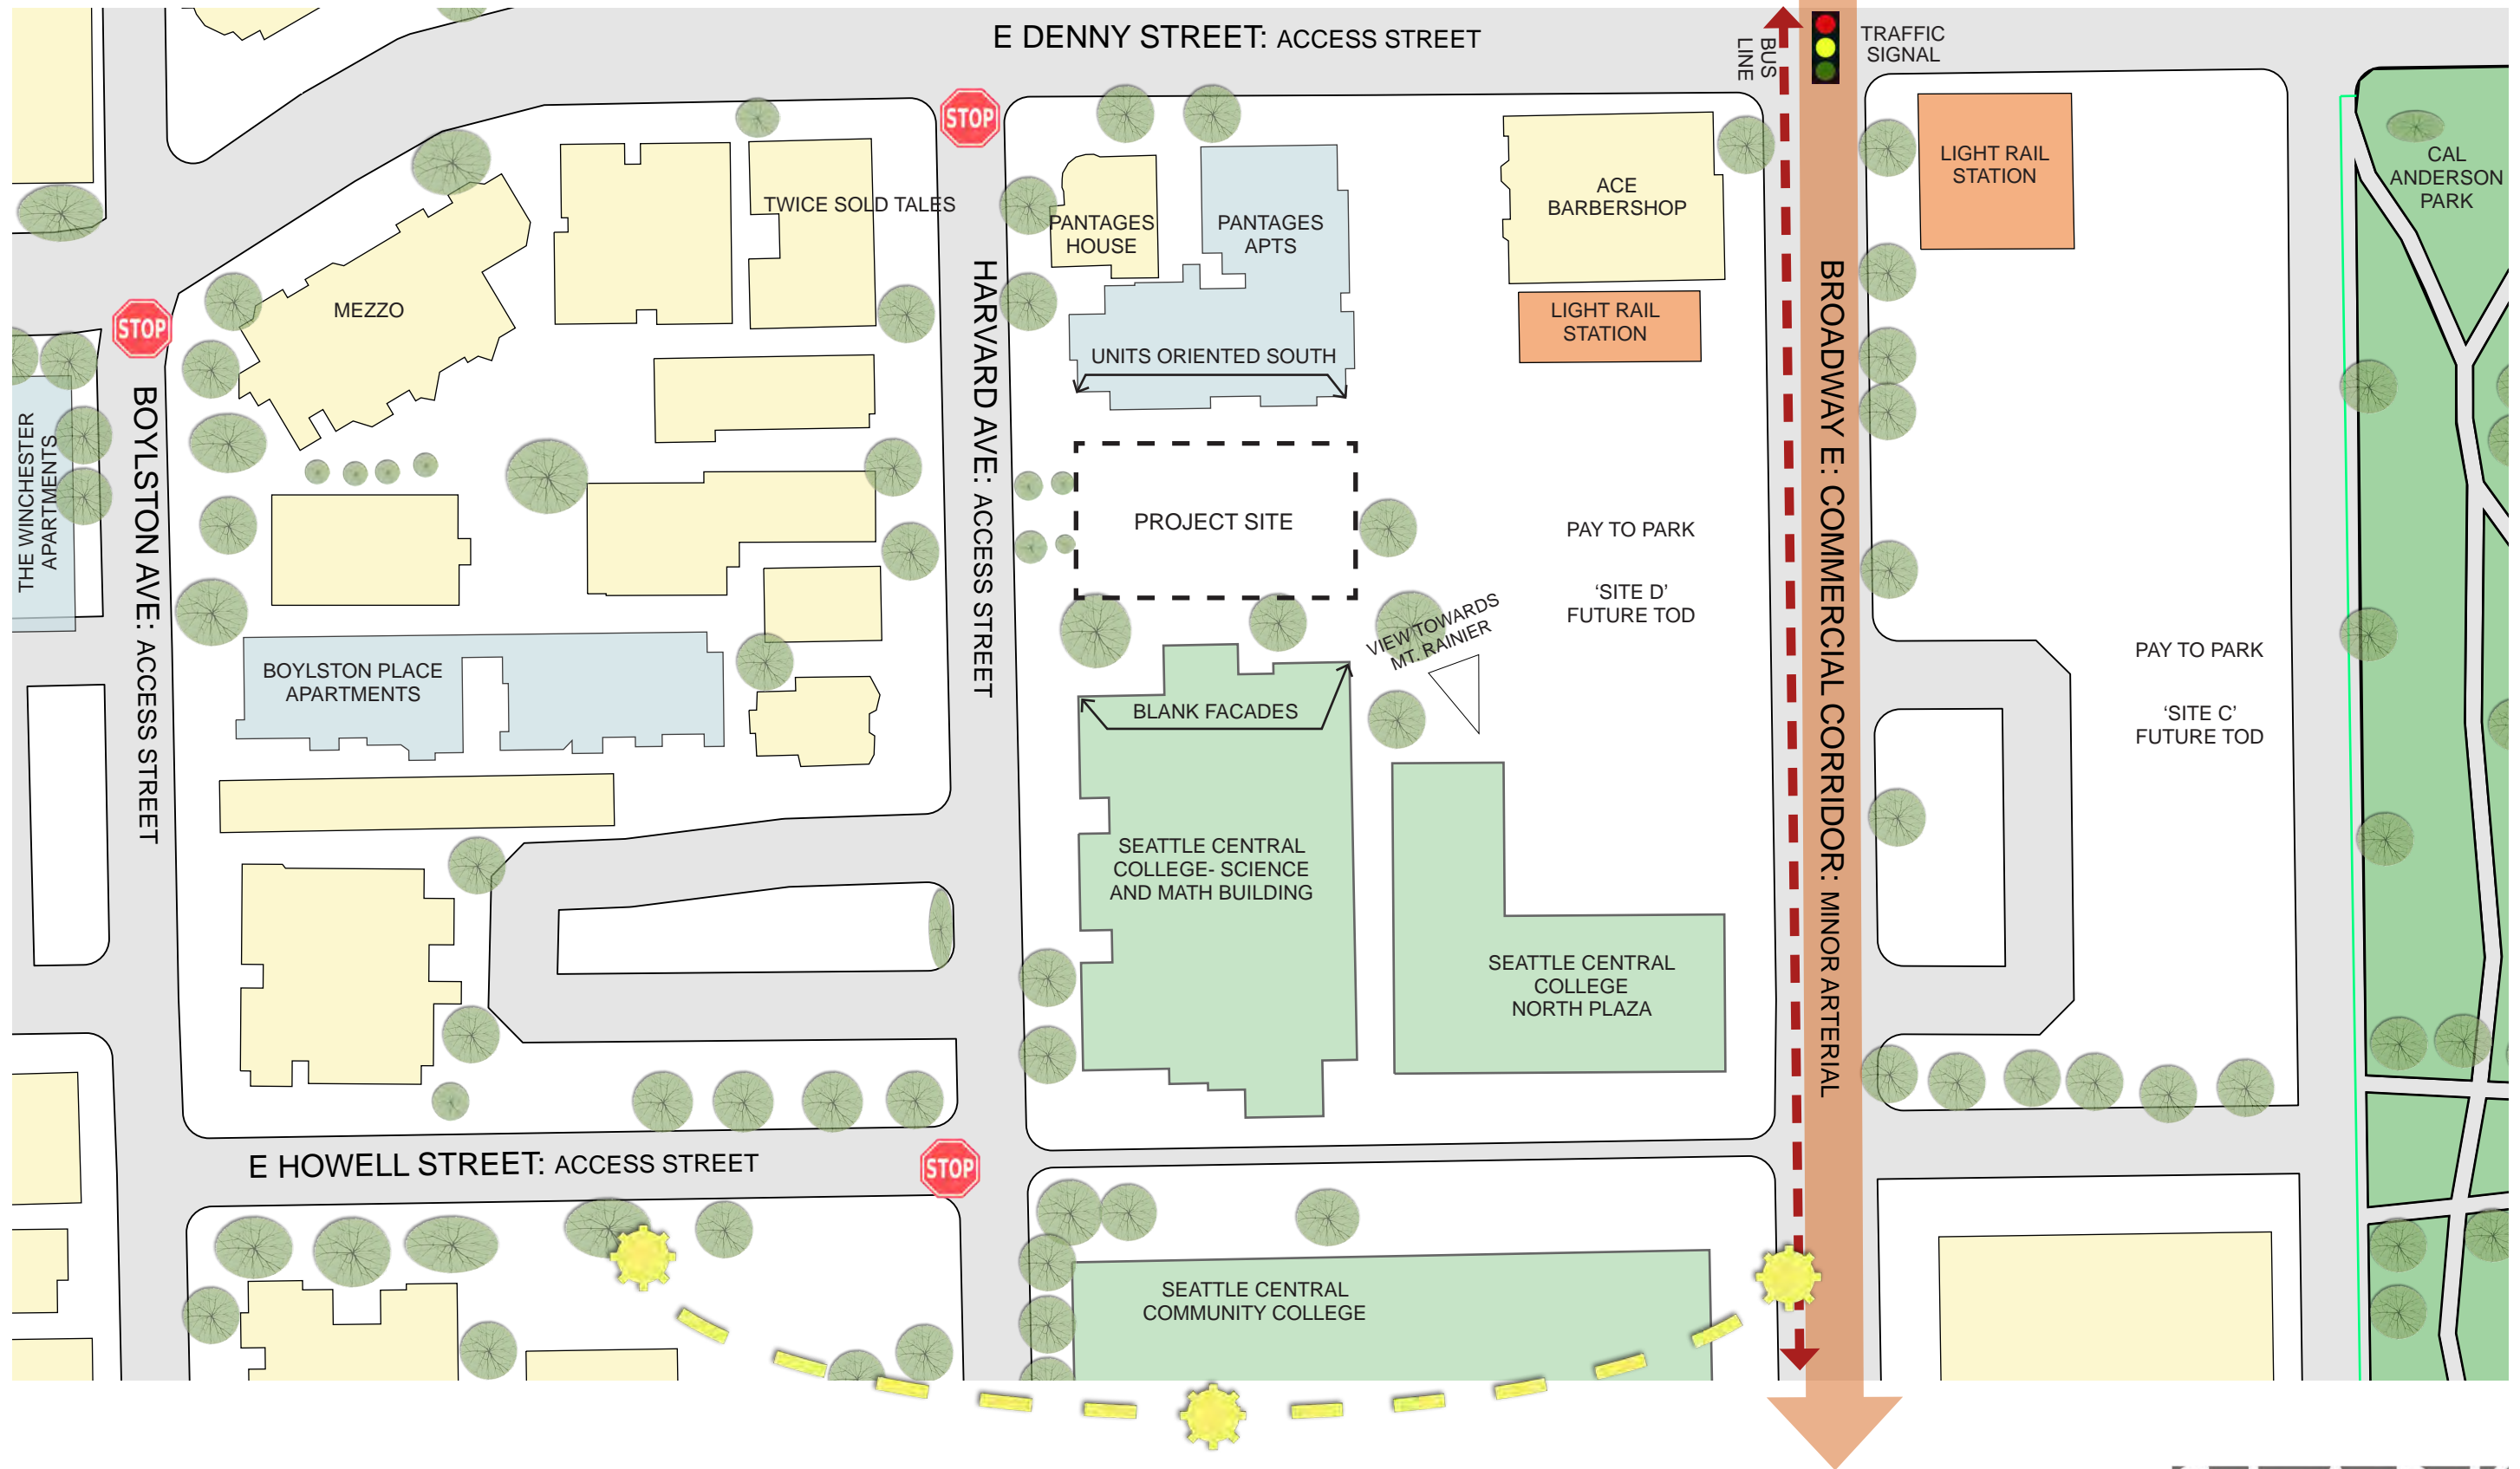 E DENNY STREET: ACCESS STREET
BUS
LINE
TRAFFIC
SIGNAL
STOP
LIGHT RAIL
STATION
CAL
ANDERSON
PARK
ACE
BARBERSHOP
TWICE SOLD TALES
PANTAGES
HOUSE
PANTAGES
APTS
MEZZO
STOP
LIGHT RAIL
STATION
UNITS ORIENTED SOUTH
THE WINCHESTER
APARTMENTS
BOYLSTON AVE: ACCESS STREET
HARVARD AVE: ACCESS STREET
BROADWAY E: COMMERCIAL CORRIDOR: MINOR ARTERIAL
PROJECT SITE
PAY TO PARK
‘SITE D’
FUTURE TOD
VIEW TOWARDS
MT. RAINIER
PAY TO PARK
‘SITE C’
FUTURE TOD
BOYLSTON PLACE
APARTMENTS
BLANK FACADES
SEATTLE CENTRAL
COLLEGE- SCIENCE
AND MATH BUILDING
SEATTLE CENTRAL
COLLEGE
NORTH PLAZA
E HOWELL STREET: ACCESS STREET
STOP
SEATTLE CENTRAL
COMMUNITY COLLEGE